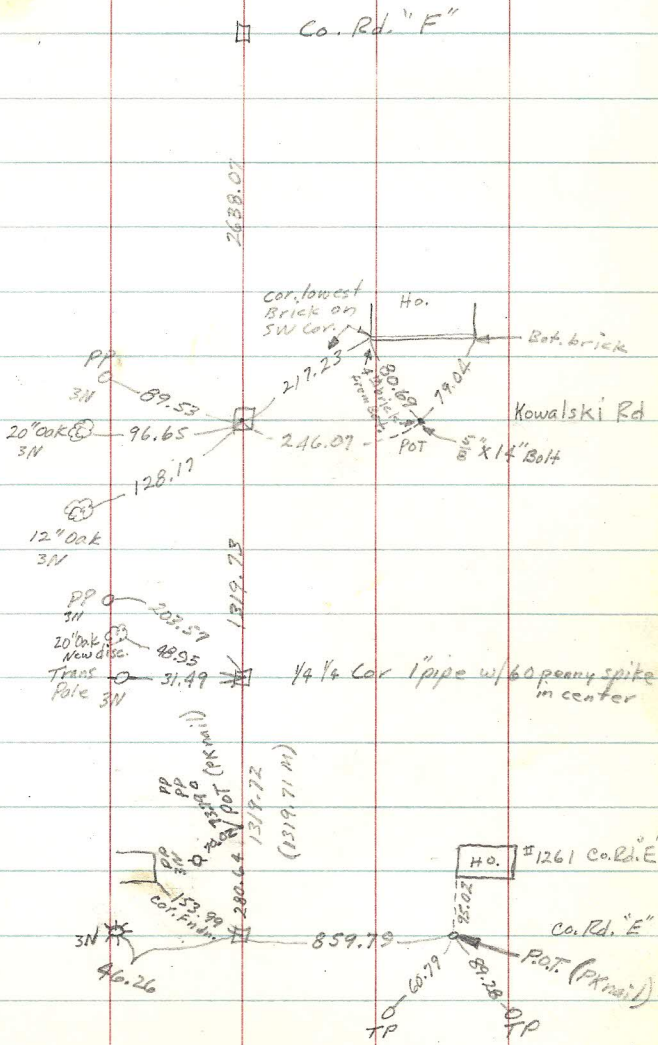 Co. Rd. "F"
2638.07
Cor. lowest
Brick on
SW Cor.
Ho.
Bot. brick
217.23
80.69
79.04
from Bot.
PP
3N
89.53
20" Oak
3N
96.65
246.07
POT
5/8" X 14" Bolt
Kowalski Rd
128.17
12" Oak
3N
1319.73
PP
3N
203.57
20" Oak
New disc.
48.95
Trans
Pole
3N
31.49
1/4 1/4 Cor 1" pipe w/ 60 penny spike
in center
POT (PK nail)
1319.72
(1319.71 M)
PP
PP
PP
3N
280.64
153.99
Cor. Fndn.
Ho.
#1261 Co. Rd. "E"
95.02
3N
46.26
859.79
Co. Rd. "E"
P.O.T. (PK nail)
60.79
89.28
TP
TP